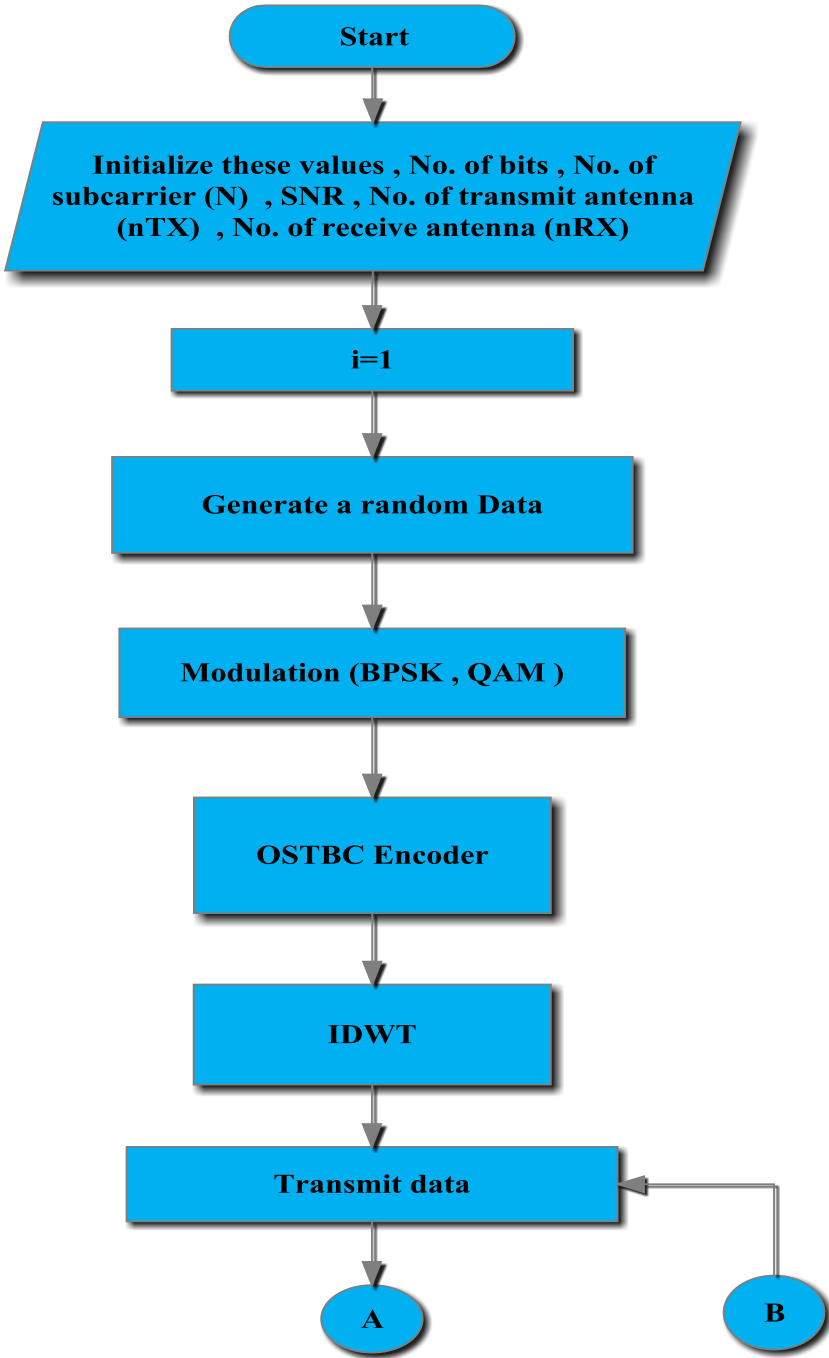 Start
Initialize these values , No. of bits , No. of
subcarrier (N)  , SNR , No. of transmit antenna
(nTX)  , No. of receive antenna (nRX)
i=1
Generate a random Data
Modulation (BPSK , QAM )
OSTBC Encoder
IDWT
Transmit data
A
B